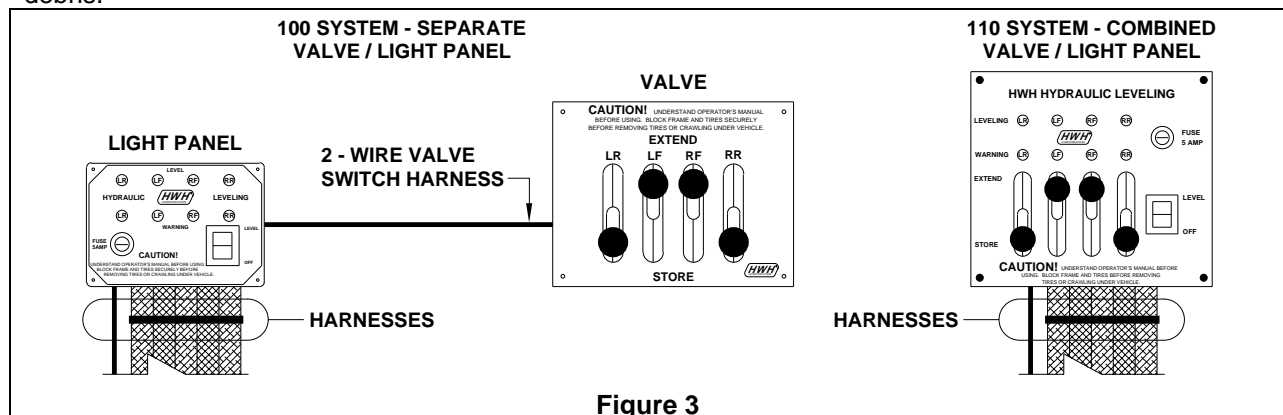 debris.
100 SYSTEM - SEPARATE
VALVE / LIGHT PANEL
110 SYSTEM - COMBINED
VALVE / LIGHT PANEL
LIGHT PANEL
LEVEL
LR LF RF RR
HYDRAULIC HWH LEVELING
LR LF RF RR
WARNING
FUSE
5AMP
LEVEL
OFF
CAUTION!
UNDERSTAND OPERATOR'S MANUAL BEFORE USING.
BLOCK FRAME AND TIRES SECURELY BEFORE
REMOVING TIRES OR CRAWLING UNDER VEHICLE.
HARNESSES
2 - WIRE VALVE
SWITCH HARNESS
VALVE
CAUTION! UNDERSTAND OPERATOR'S MANUAL
BEFORE USING. BLOCK FRAME AND TIRES SECURELY
BEFORE REMOVING TIRES OR CRAWLING UNDER VEHICLE.
EXTEND
LR LF RF RR
STORE
HWH
HWH HYDRAULIC LEVELING
LEVELING LR LF RF RR
HWH
FUSE
5 AMP
WARNING LR LF RF RR
EXTEND
LEVEL
OFF
STORE
CAUTION! UNDERSTAND OPERATOR'S MANUAL BEFORE
USING. BLOCK FRAME AND TIRES BEFORE REMOVING
TIRES OR CRAWLING UNDER VEHICLE.
HARNESSES
Figure 3